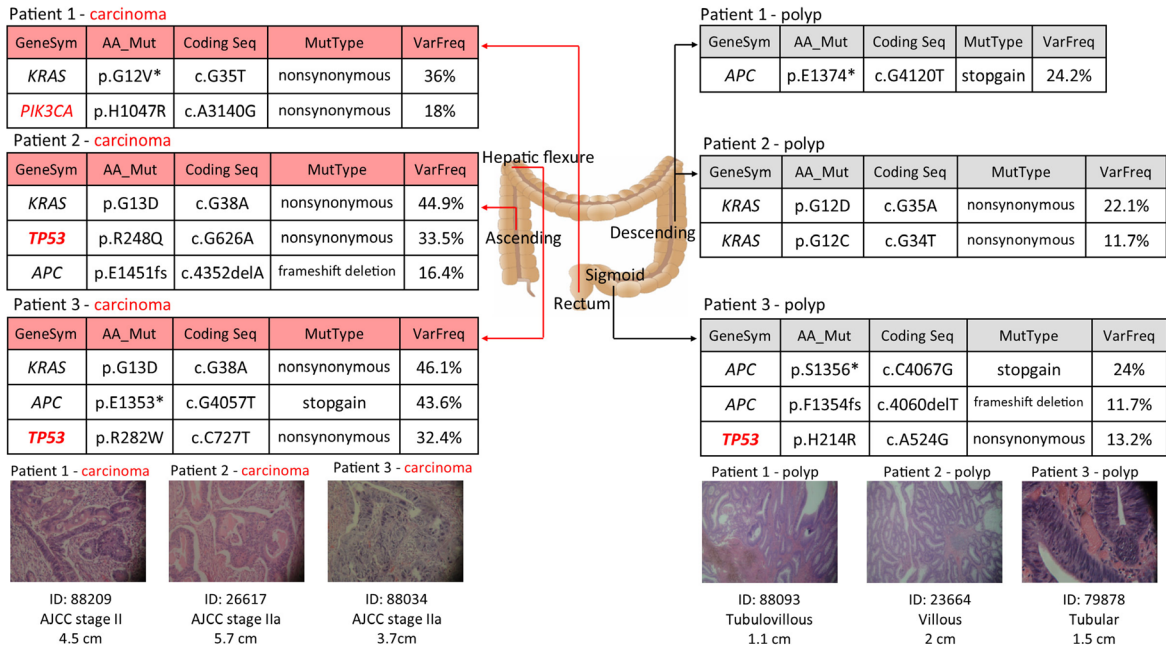 Patient 1 - carcinoma
GeneSym AA_Mut Coding Seq MutType VarFreq
KRAS p.G12V* c.G35T nonsynonymous 36%
PIK3CA p.H1047R c.A3140G nonsynonymous 18%
Patient 2 - carcinoma
GeneSym AA_Mut Coding Seq MutType VarFreq
KRAS p.G13D c.G38A nonsynonymous 44.9%
TP53 p.R248Q c.G626A nonsynonymous 33.5%
APC p.E1451fs c.4352delA frameshift deletion 16.4%
Patient 3 - carcinoma
GeneSym AA_Mut Coding Seq MutType VarFreq
KRAS p.G13D c.G38A nonsynonymous 46.1%
APC p.E1353* c.G4057T stopgain 43.6%
TP53 p.R282W c.C727T nonsynonymous 32.4%
Hepatic flexure
Ascending
Descending
Sigmoid
Rectum
Patient 1 - polyp
GeneSym AA_Mut Coding Seq MutType VarFreq
APC p.E1374* c.G4120T stopgain 24.2%
Patient 2 - polyp
GeneSym AA_Mut Coding Seq MutType VarFreq
KRAS p.G12D c.G35A nonsynonymous 22.1%
KRAS p.G12C c.G34T nonsynonymous 11.7%
Patient 3 - polyp
GeneSym AA_Mut Coding Seq MutType VarFreq
APC p.S1356* c.C4067G stopgain 24%
APC p.F1354fs c.4060delT frameshift deletion 11.7%
TP53 p.H214R c.A524G nonsynonymous 13.2%
Patient 1 - carcinoma
ID: 88209
AJCC stage II
4.5 cm
Patient 2 - carcinoma
ID: 26617
AJCC stage IIa
5.7 cm
Patient 3 - carcinoma
ID: 88034
AJCC stage IIa
3.7cm
Patient 1 - polyp
ID: 88093
Tubulovillous
1.1 cm
Patient 2 - polyp
ID: 23664
Villous
2 cm
Patient 3 - polyp
ID: 79878
Tubular
1.5 cm